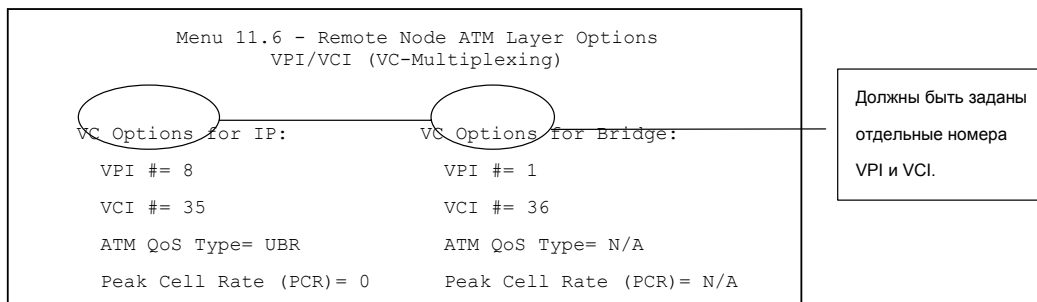 Menu 11.6 - Remote Node ATM Layer Options
VPI/VCI (VC-Multiplexing)
VC Options for IP: VC Options for Bridge:
VPI #= 8 VPI #= 1
VCI #= 35 VCI #= 36
ATM QoS Type= UBR ATM QoS Type= N/A
Peak Cell Rate (PCR)= 0 Peak Cell Rate (PCR)= N/A
Должны быть заданы
отдельные номера
VPI и VCI.